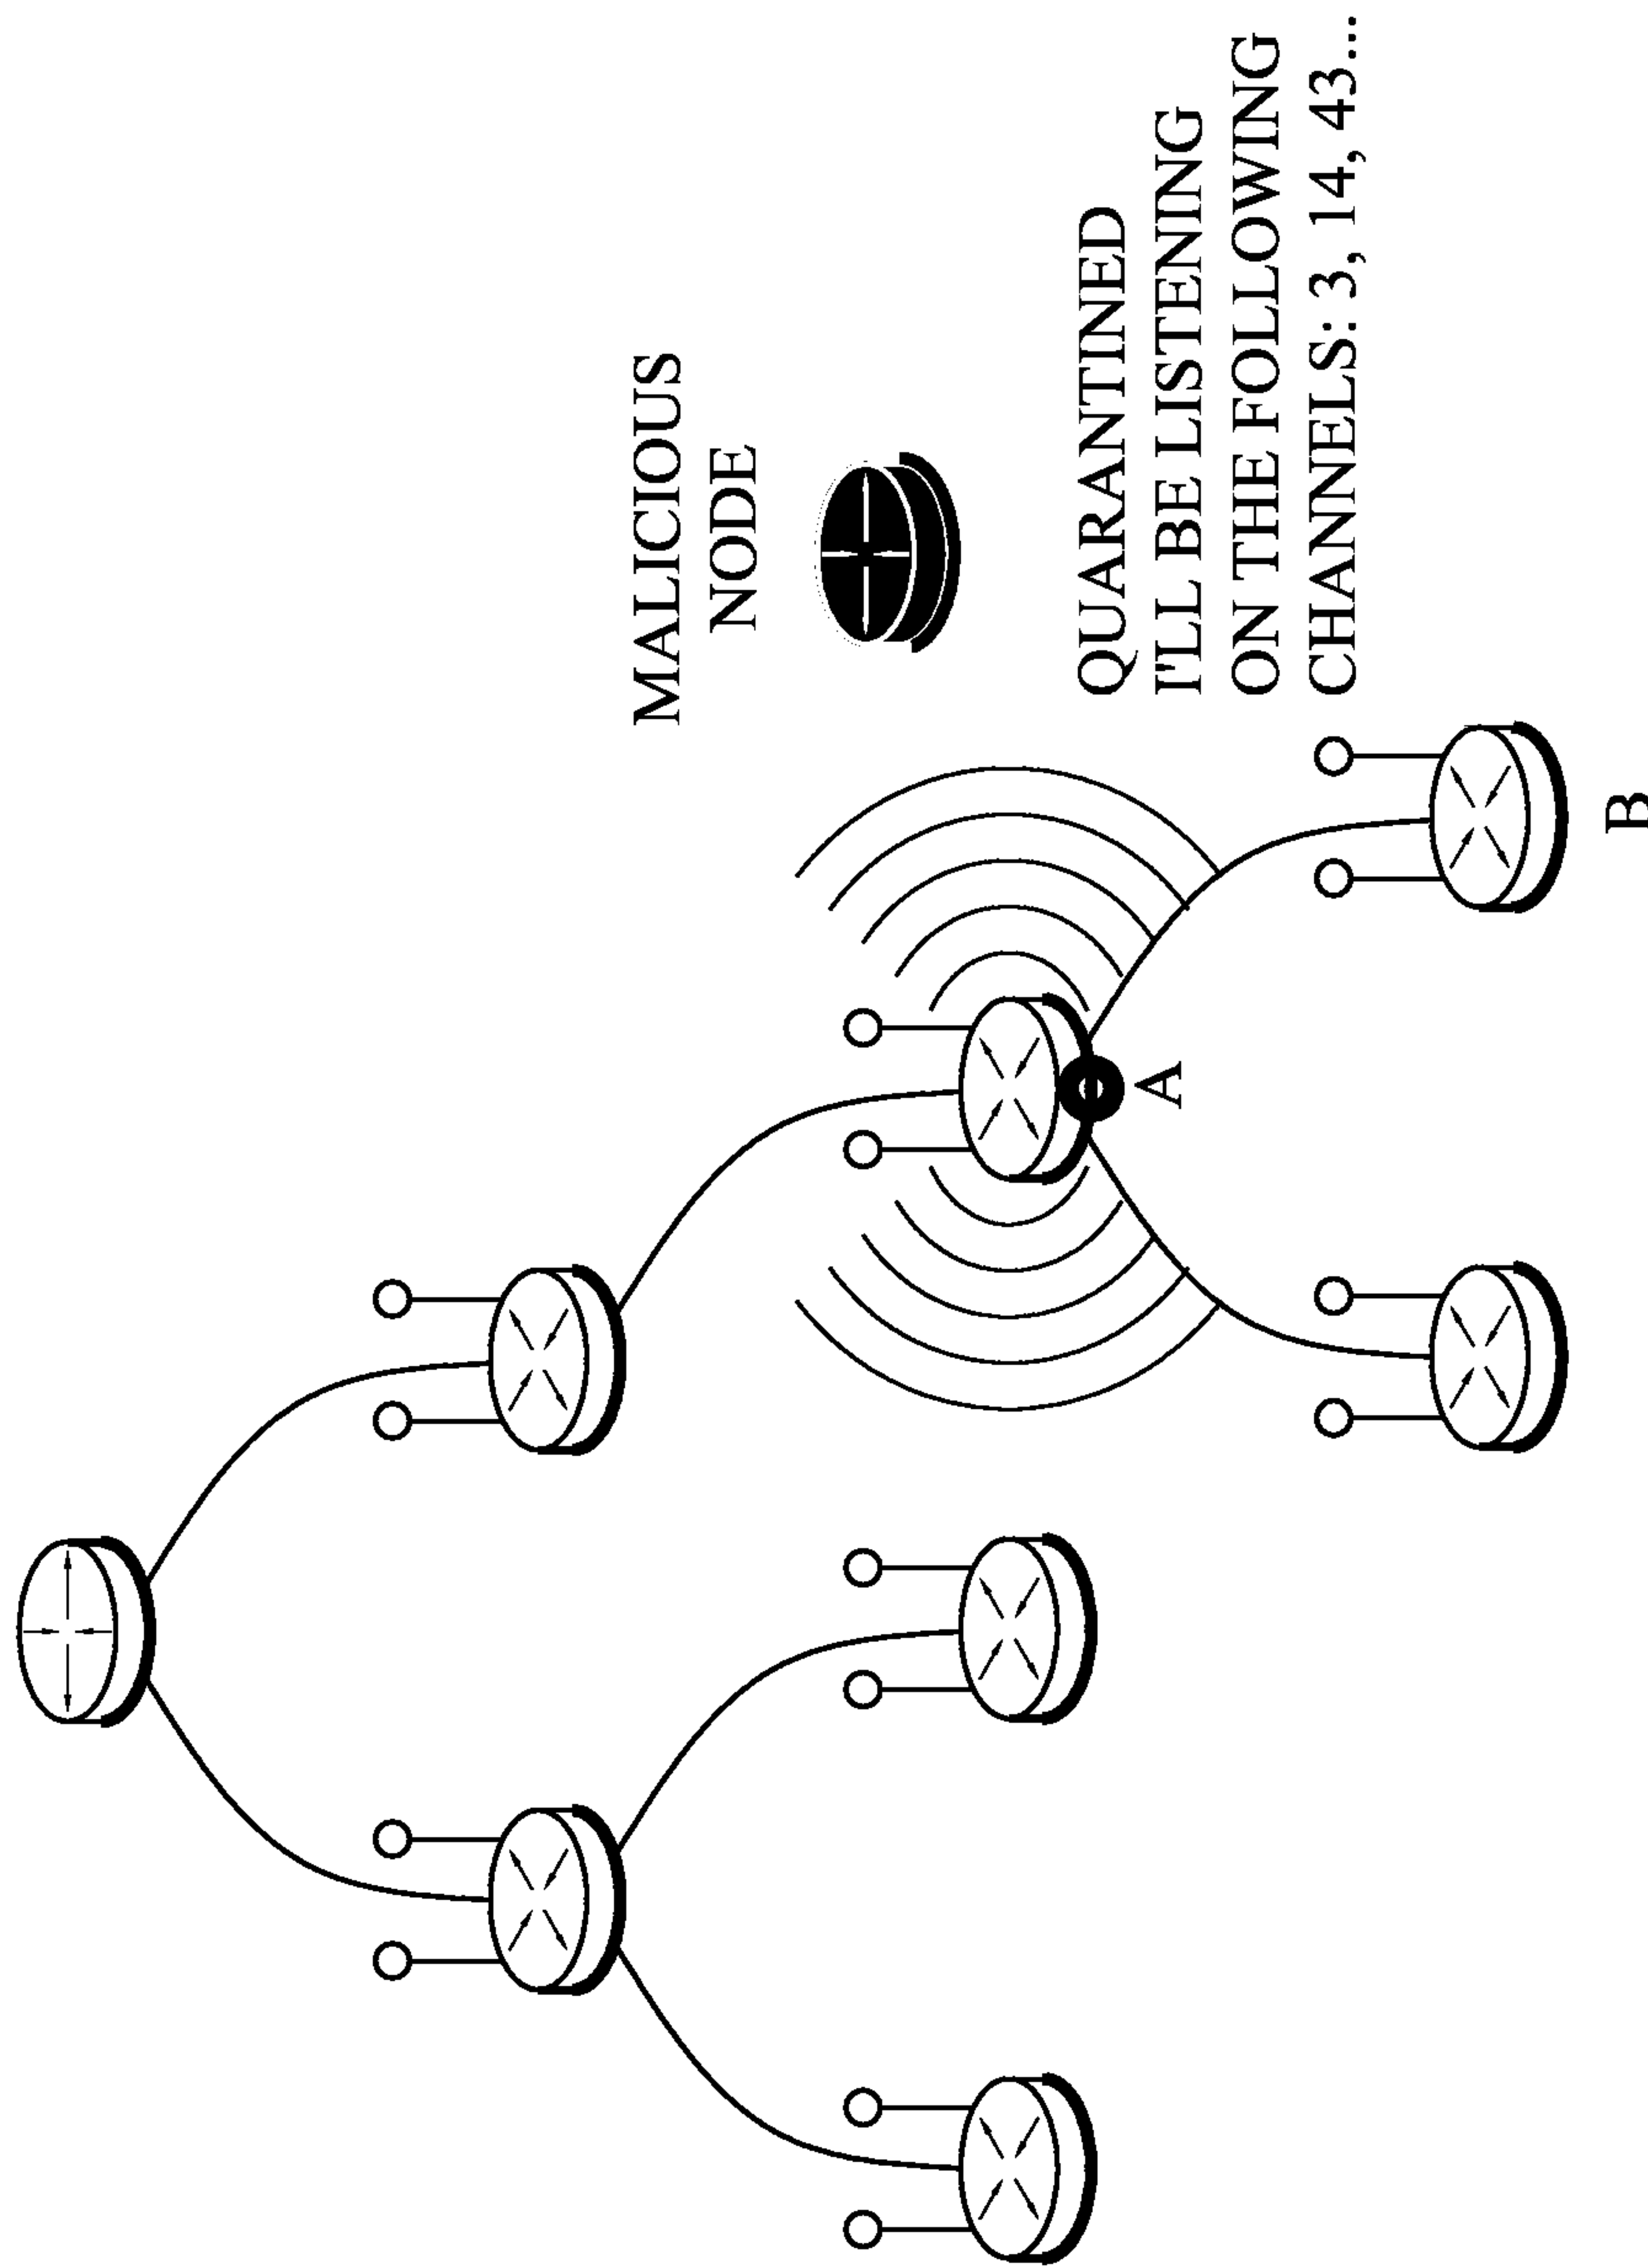 MALICIOUS
NODE
QUARANTINED
I'LL BE LISTENING
ON THE FOLLOWING
CHANNELS: 3, 14, 43...
A
B